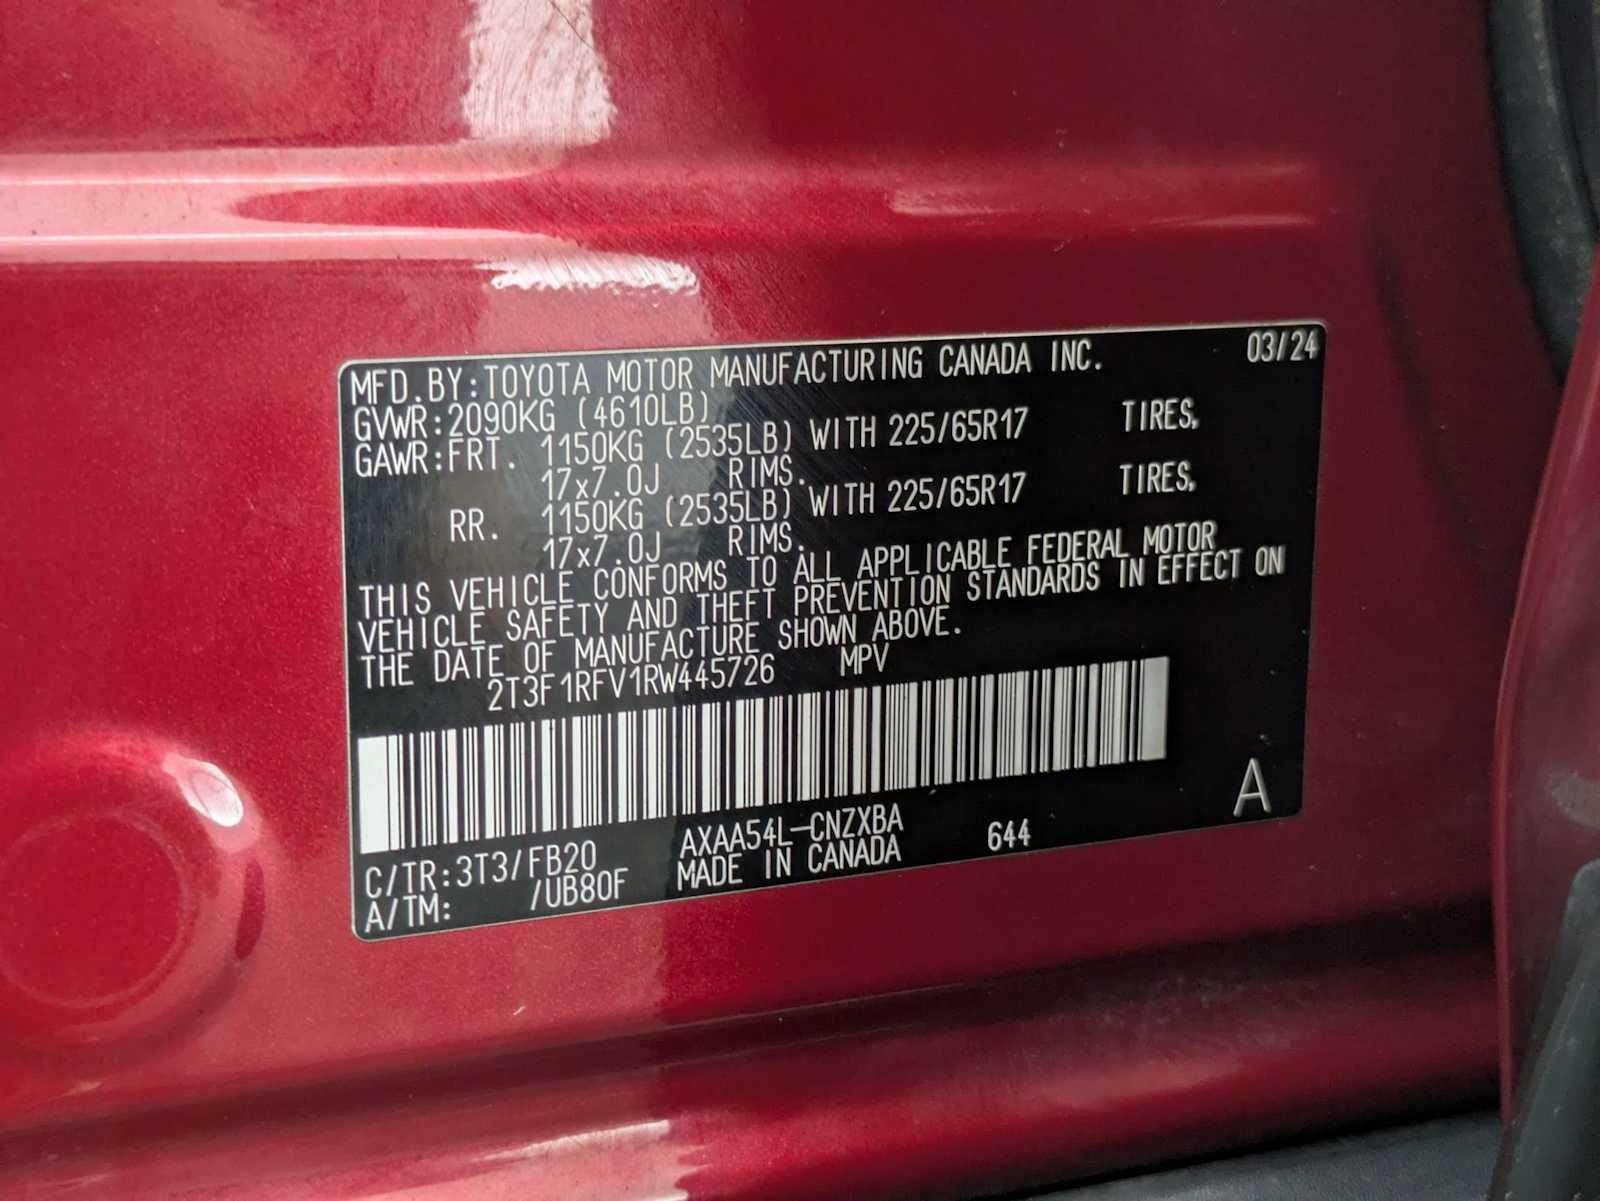 MFD.BY:TOYOTA MOTOR MANUFACTURING CANADA INC. 03/24
GVWR:2090KG (4610LB)
GAWR:FRT. 1150KG (2535LB) WITH 225/65R17 TIRES,
17x7.0J RIMS.
RR. 1150KG (2535LB) WITH 225/65R17 TIRES,
17x7.0J RIMS.
THIS VEHICLE CONFORMS TO ALL APPLICABLE FEDERAL MOTOR
VEHICLE SAFETY AND THEFT PREVENTION STANDARDS IN EFFECT ON
THE DATE OF MANUFACTURE SHOWN ABOVE.
2T3F1RFV1RW445726 MPV
A
C/TR:3T3/FB20 AXAA54L-CNZXBA 644
A/TM: /UB80F MADE IN CANADA